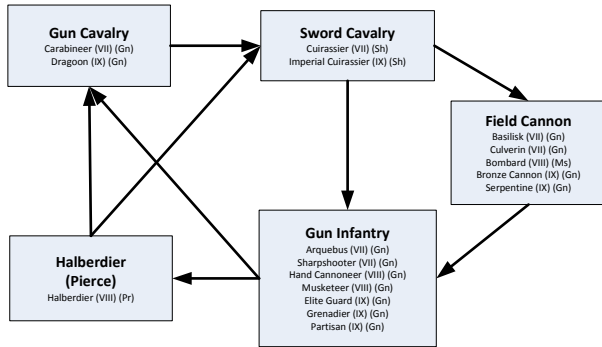 Gun Cavalry
Carabineer (VII) (Gn)
Dragoon (IX) (Gn)
Sword Cavalry
Cuirassier (VII) (Sh)
Imperial Cuirassier (IX) (Sh)
Field Cannon
Basilisk (VII) (Gn)
Culverin (VII) (Gn)
Bombard (VIII) (Ms)
Bronze Cannon (IX) (Gn)
Serpentine (IX) (Gn)
Halberdier
(Pierce)
Halberdier (VIII) (Pr)
Gun Infantry
Arquebus (VII) (Gn)
Sharpshooter (VII) (Gn)
Hand Cannoneer (VIII) (Gn)
Musketeer (VIII) (Gn)
Elite Guard (IX) (Gn)
Grenadier (IX) (Gn)
Partisan (IX) (Gn)